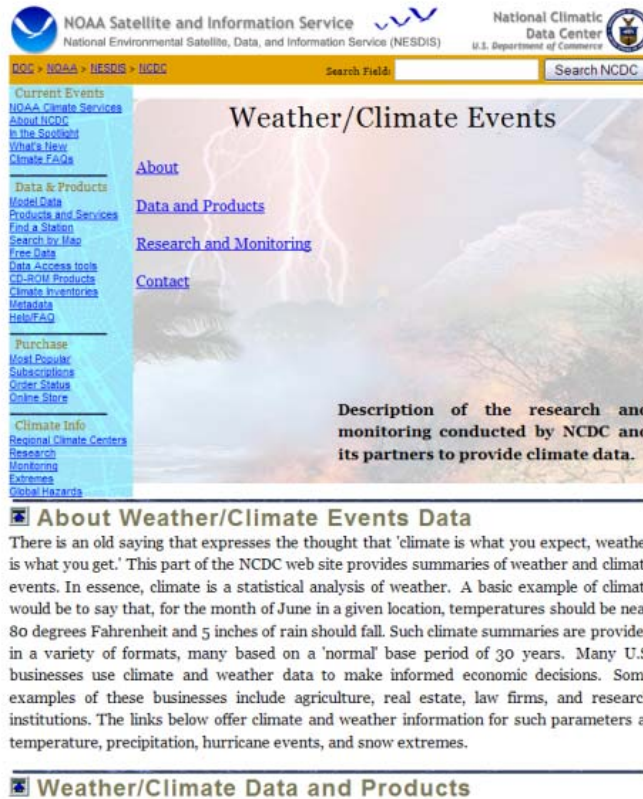 NOAA Satellite and Information Service
National Environmental Satellite, Data, and Information Service (NESDIS)
National Climatic
Data Center
U.S. Department of Commerce
DOC > NOAA > NESDIS > NCDC
Search Field:
Search NCDC
Current Events
NOAA Climate Services
About NCDC
In the Spotlight
What's New
Climate FAQs
Data & Products
Model Data
Products and Services
Find a Station
Search by Map
Free Data
Data Access tools
CD-ROM Products
Climate Inventories
Metadata
Help/FAQ
Purchase
Most Popular
Subscriptions
Order Status
Online Store
Climate Info
Regional Climate Centers
Research
Monitoring
Extremes
Global Hazards
Weather/Climate Events
About
Data and Products
Research and Monitoring
Contact
Description of the research and
monitoring conducted by NCDC and
its partners to provide climate data.
About Weather/Climate Events Data
There is an old saying that expresses the thought that 'climate is what you expect, weathe
is what you get.' This part of the NCDC web site provides summaries of weather and climat
events. In essence, climate is a statistical analysis of weather. A basic example of climat
would be to say that, for the month of June in a given location, temperatures should be nea
80 degrees Fahrenheit and 5 inches of rain should fall. Such climate summaries are provide
in a variety of formats, many based on a 'normal' base period of 30 years. Many U.S
businesses use climate and weather data to make informed economic decisions. Som
examples of these businesses include agriculture, real estate, law firms, and researc
institutions. The links below offer climate and weather information for such parameters a
temperature, precipitation, hurricane events, and snow extremes.
Weather/Climate Data and Products